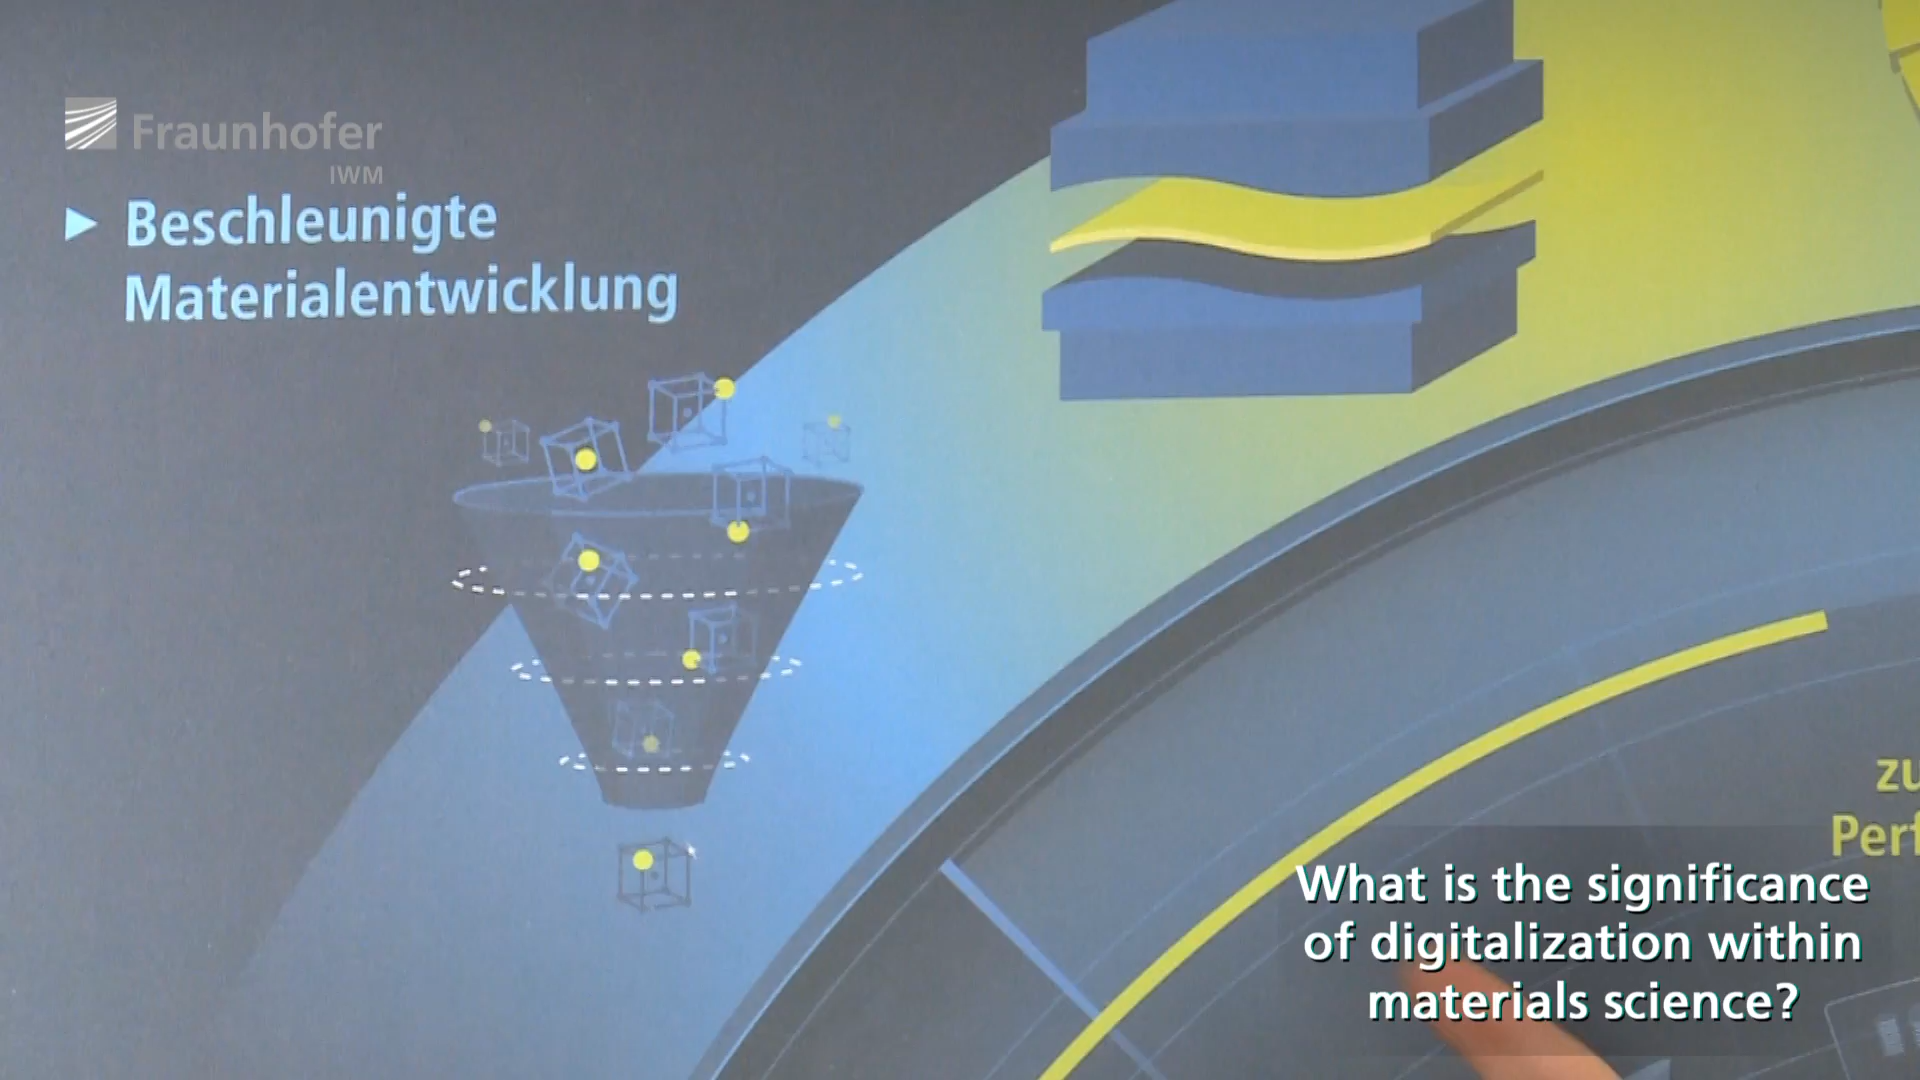 Fraunhofer
IWM
Beschleunigte
Materialentwicklung
What is the significance
of digitalization within
materials science?